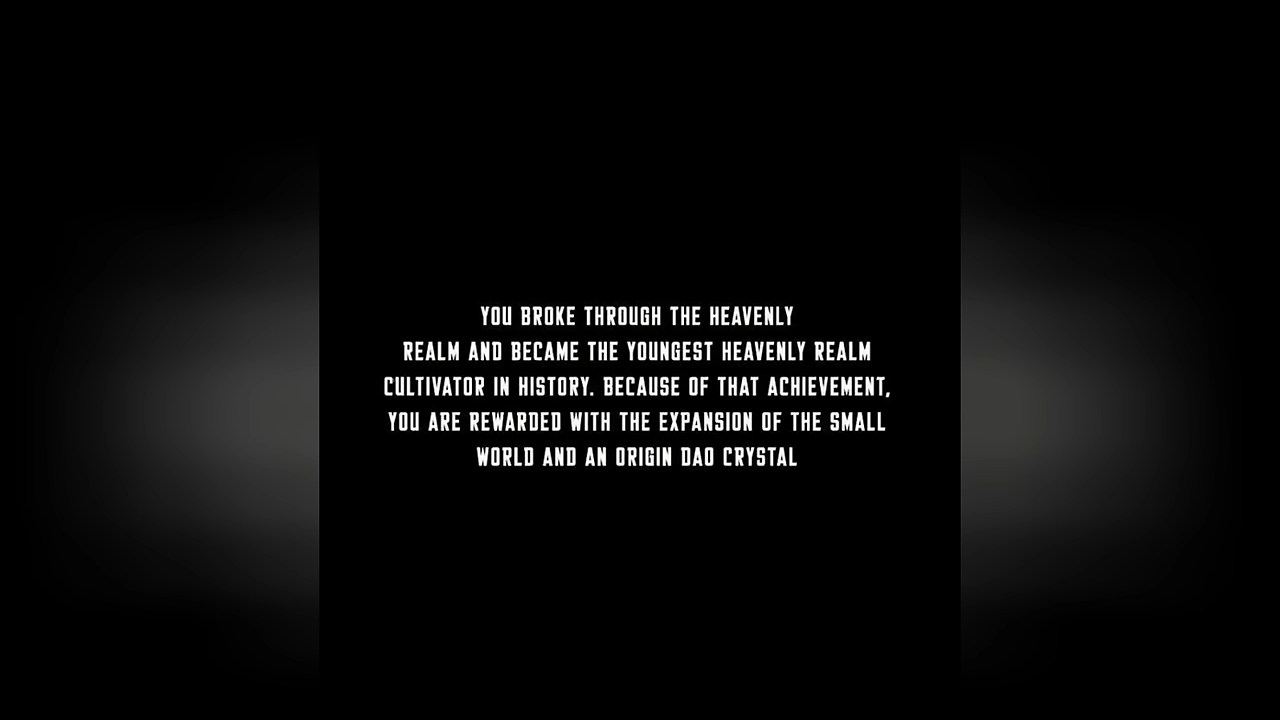 YOU BROKE THROUGH THE HEAVENLY
REALM AND BECAME THE YOUNGEST HEAVENLY REALM
CULTIVATOR IN HISTORY. BECAUSE OF THAT ACHIEVEMENT,
YOU ARE REWARDED WITH THE EXPANSION OF THE SMALL
WORLD AND AN ORIGIN DAO CRYSTAL